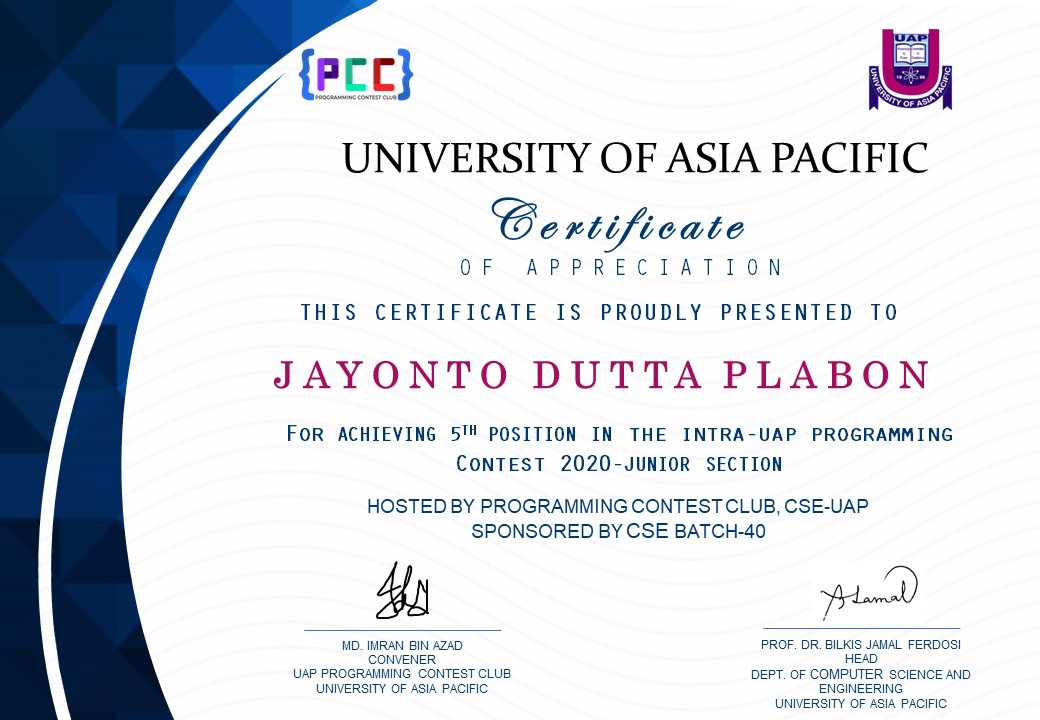 {PCC}
PROGRAMMING CONTEST CLUB
UAP
19 96
UNIVERSITY OF ASIA PACIFIC
UNIVERSITY OF ASIA PACIFIC
Certificate
OF APPRECIATION
THIS CERTIFICATE IS PROUDLY PRESENTED TO
JAYONTO DUTTA PLABON
FOR ACHIEVING 5TH POSITION IN THE INTRA-UAP PROGRAMMING
CONTEST 2020-JUNIOR SECTION
HOSTED BY PROGRAMMING CONTEST CLUB, CSE-UAP
SPONSORED BY CSE BATCH-40
MD. IMRAN BIN AZAD
CONVENER
UAP PROGRAMMING CONTEST CLUB
UNIVERSITY OF ASIA PACIFIC
PROF. DR. BILKIS JAMAL FERDOSI
HEAD
DEPT. OF COMPUTER SCIENCE AND
ENGINEERING
UNIVERSITY OF ASIA PACIFIC